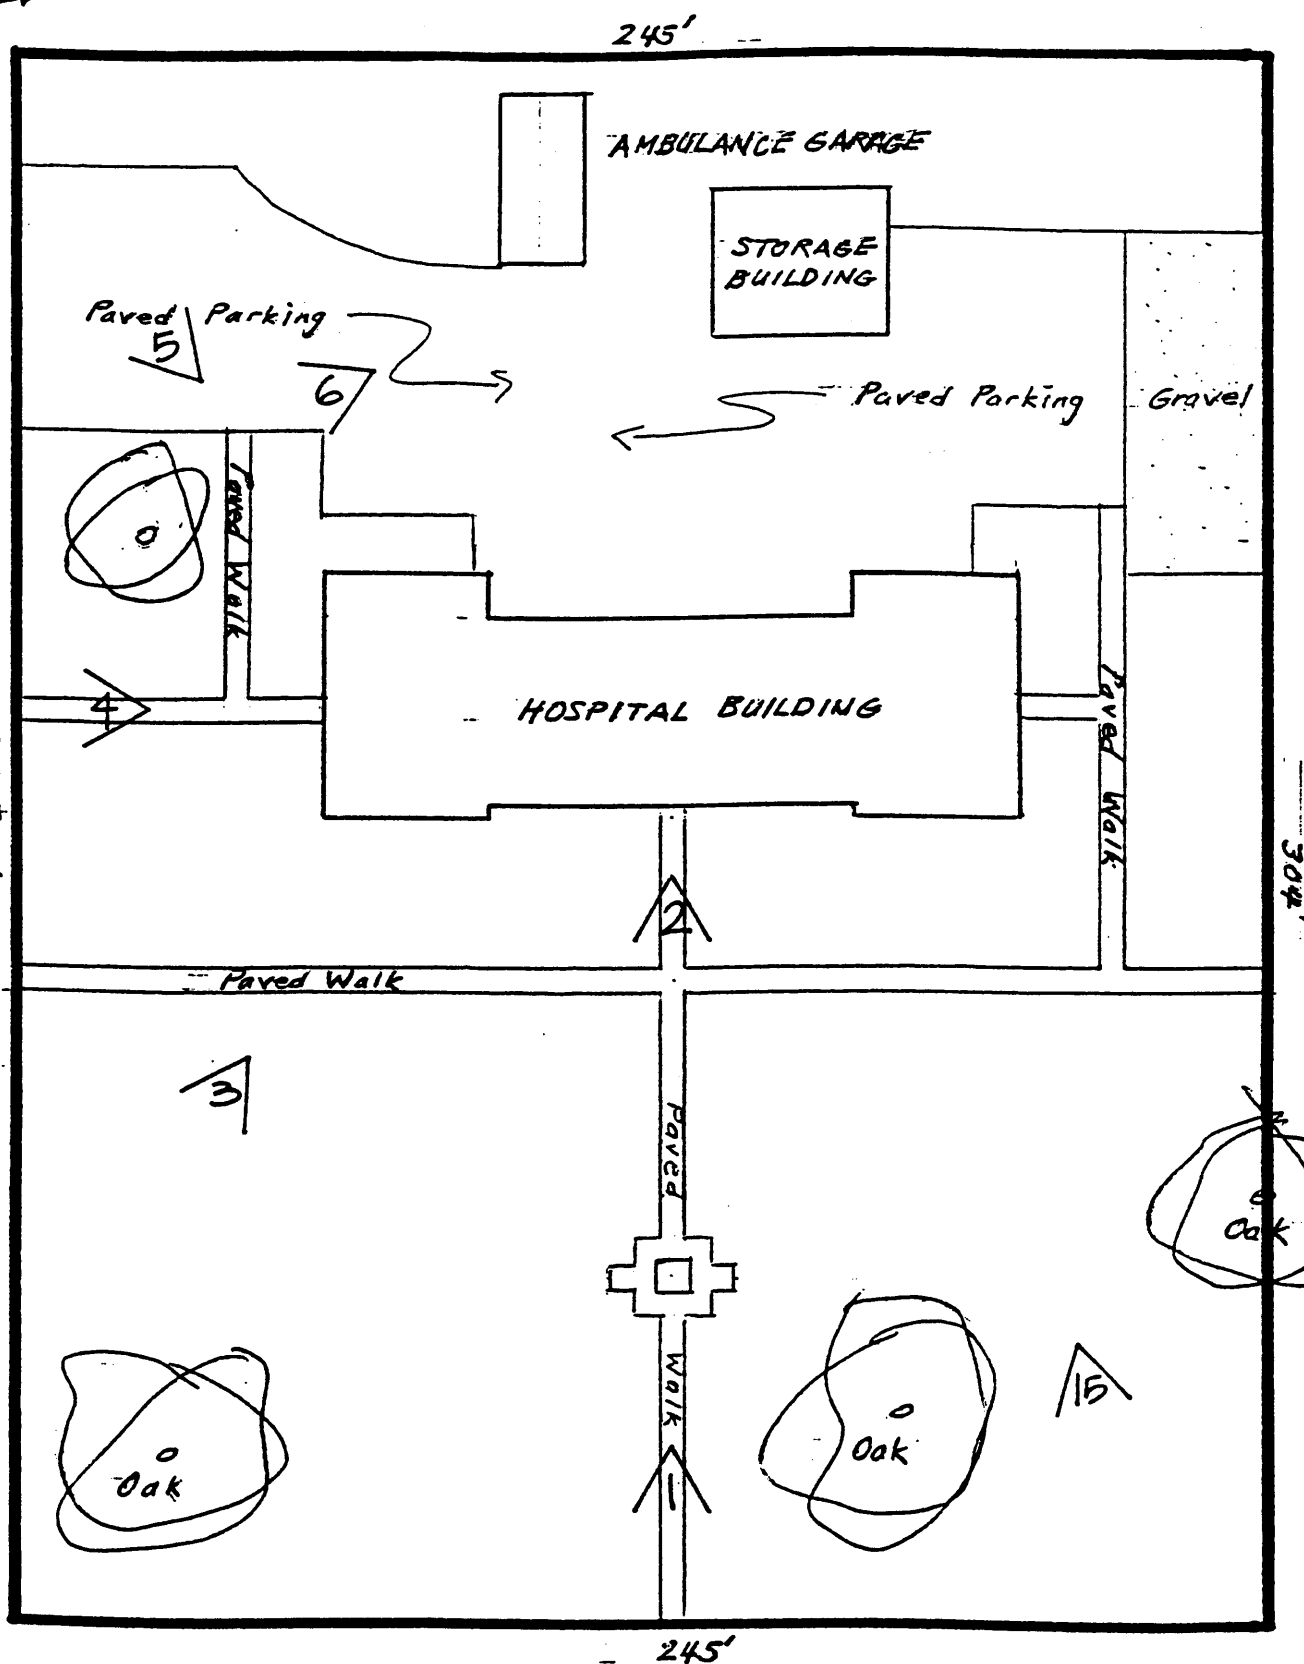 245'
AMBULANCE GARAGE
STORAGE
BUILDING
Paved Parking
5
6
Paved Parking
Gravel
Paved Walk
4
HOSPITAL BUILDING
Paved Walk
304'
2
Paved Walk
3
Paved
Oak
Walk
15
Oak
Oak
1
245'